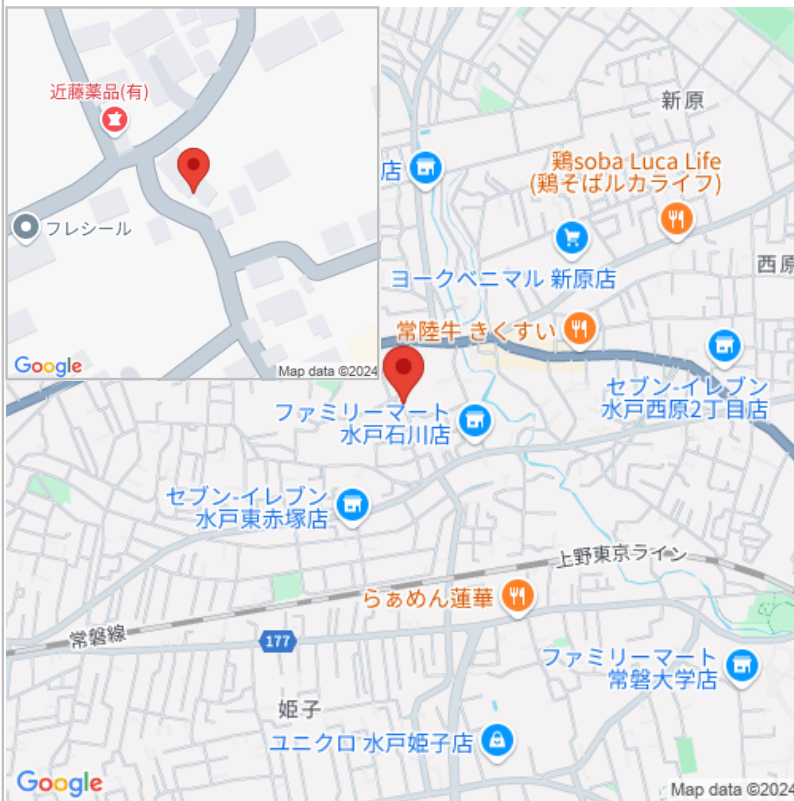 近藤薬品(有)
フレシール
Google
Map data ©2024
新原
店
鶏soba Luca Life
(鶏そばルカライフ)
ヨークベニマル 新原店
西原
常陸牛 きくすい
セブン-イレブン
水戸西原2丁目店
ファミリーマート
水戸石川店
セブン-イレブン
水戸東赤塚店
上野東京ライン
らぁめん蓮華
常磐線
177
ファミリーマート
常磐大学店
姫子
ユニクロ 水戸姫子店
Google
Map data ©2024